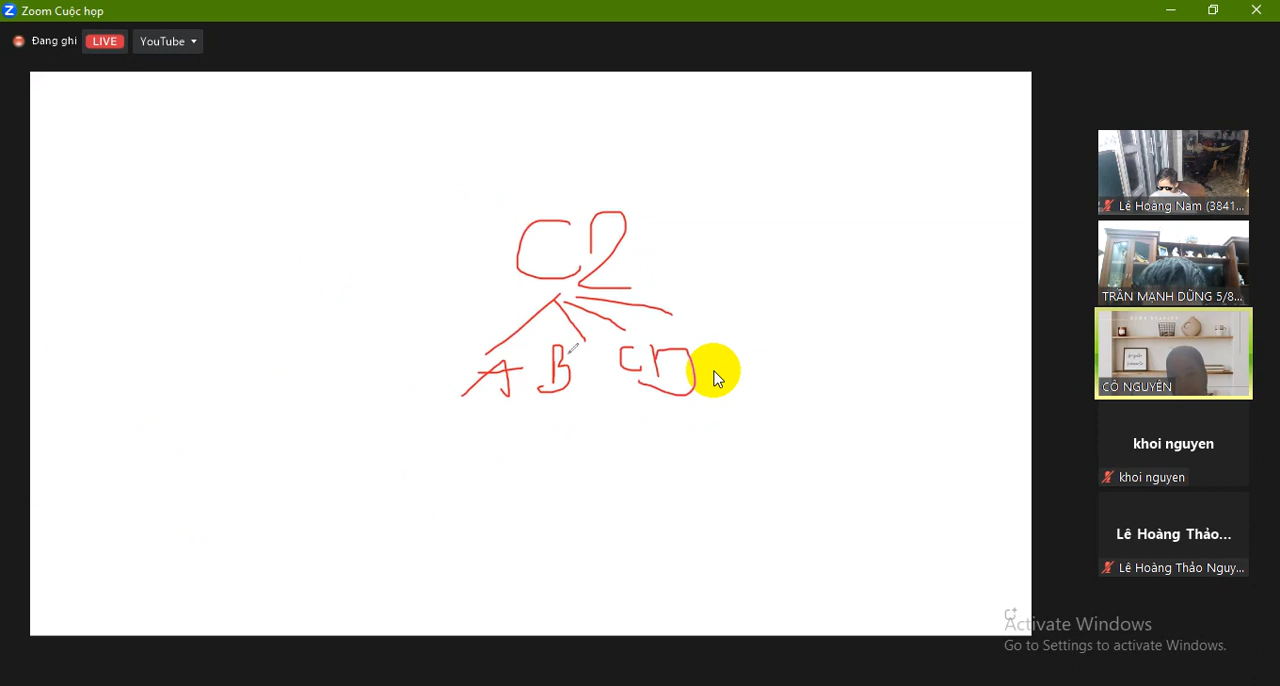 Zoom Cuộc họp
Đang ghi LIVE YouTube
C2
A B C D
Lê Hoàng Nam (3841...
TRẦN MẠNH DŨNG 5/8...
CÔ NGUYÊN
khoi nguyen
khoi nguyen
Lê Hoàng Thảo...
Lê Hoàng Thảo Nguy...
Activate Windows
Go to Settings to activate Windows.